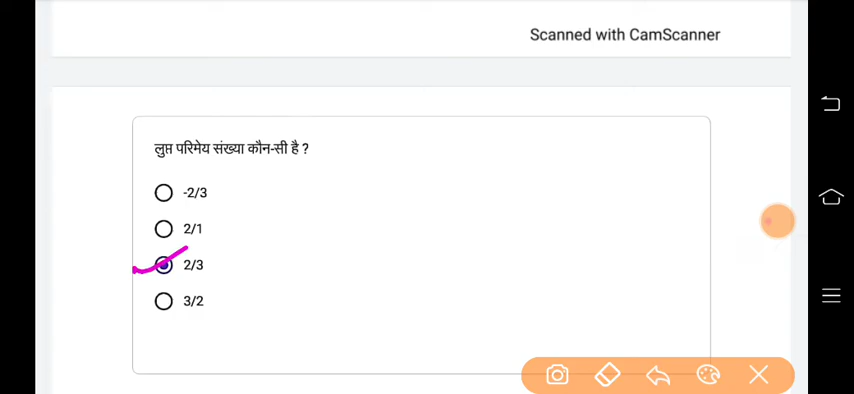 Scanned with CamScanner
लुप्त परिमेय संख्या कौन-सी है ?
-2/3
2/1
2/3
3/2